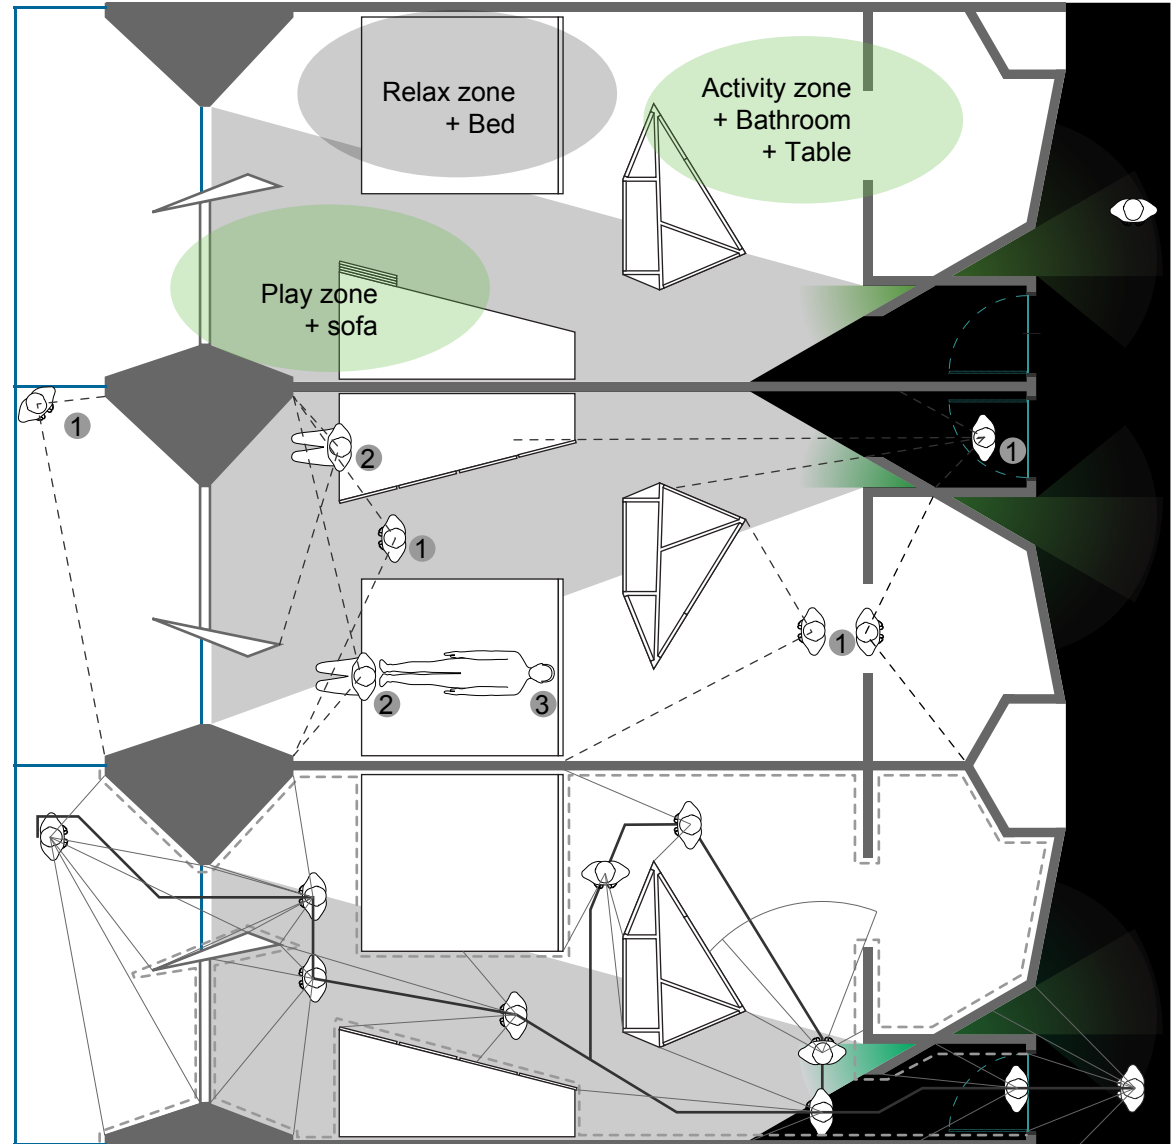 Relax zone
+ Bed
Activity zone
+ Bathroom
+ Table
Play zone
+ sofa
1
2
1
1
1
2
3